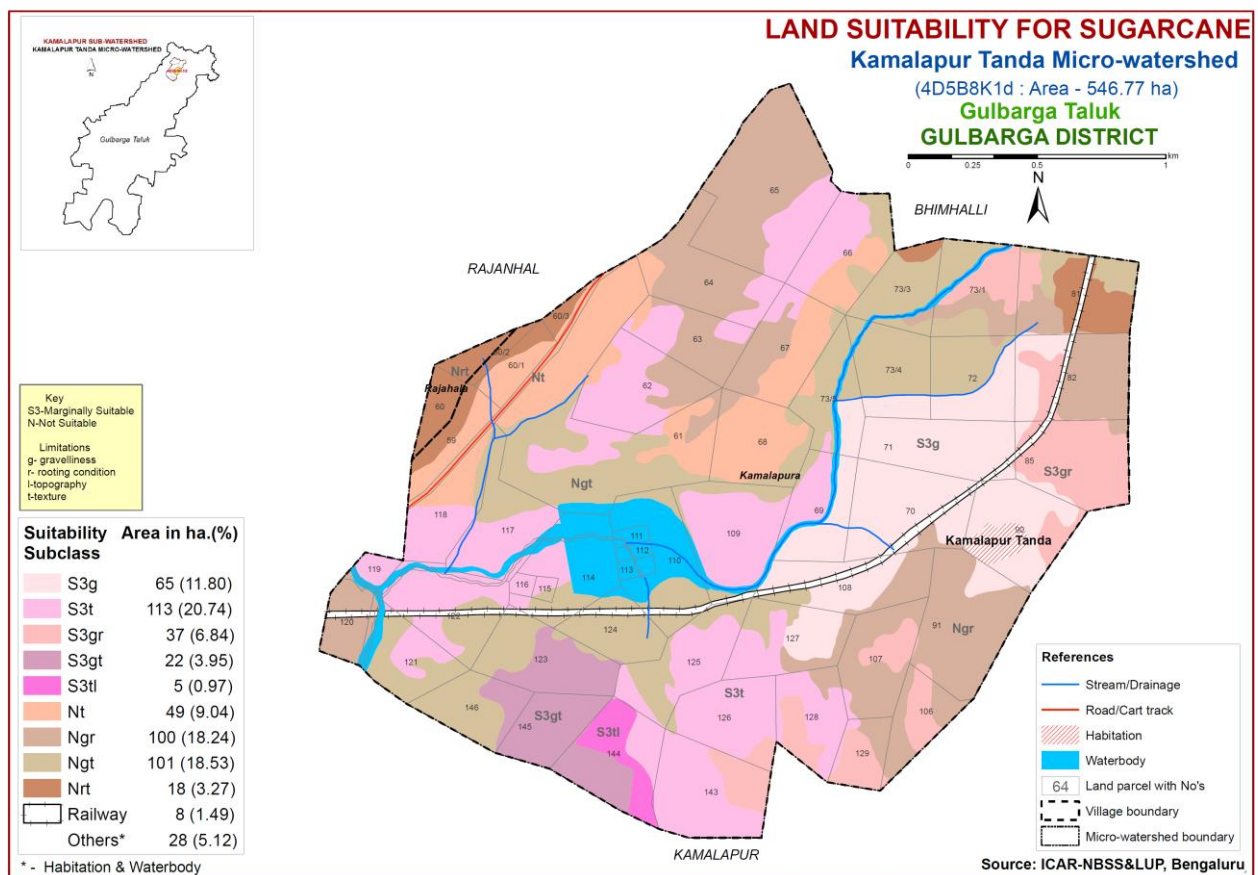 LAND SUITABILITY FOR SUGARCANE
Kamalapur Tanda Micro-watershed
(4D5B8K1d : Area - 546.77 ha)
Gulbarga Taluk
GULBARGA DISTRICT
0 0.25 0.5 1 km
N
KAMALAPUR SUB-WATERSHED
KAMALAPUR TANDA MICRO-WATERSHED
N
Gulbarga Taluk
BHIMHALLI
RAJANHAL
65
66
64
73/3
73/1
81
60/3
63
67
60/2
60/1
Nrt
Nt
Rajahala
62
73/4
72
82
60
73/5
59
61
68
71
S3g
85
S3gr
Kamalapura
Ngt
118
117
109
69
70
90
Kamalapur Tanda
111
112
110
113
114
119
116
115
108
120
122
124
127
91
Ngr
121
123
125
107
S3t
146
145
S3gt
S3tl
144
126
128
106
129
143
KAMALAPUR
Key
S3-Marginally Suitable
N-Not Suitable
Limitations
g- gravelliness
r- rooting condition
l-topography
t-texture
Suitability Subclass Area in ha.(%)
S3g 65 (11.80)
S3t 113 (20.74)
S3gr 37 (6.84)
S3gt 22 (3.95)
S3tl 5 (0.97)
Nt 49 (9.04)
Ngr 100 (18.24)
Ngt 101 (18.53)
Nrt 18 (3.27)
Railway 8 (1.49)
Others* 28 (5.12)
* - Habitation & Waterbody
References
Stream/Drainage
Road/Cart track
Habitation
Waterbody
64 Land parcel with No's
Village boundary
Micro-watershed boundary
Source: ICAR-NBSS&LUP, Bengaluru